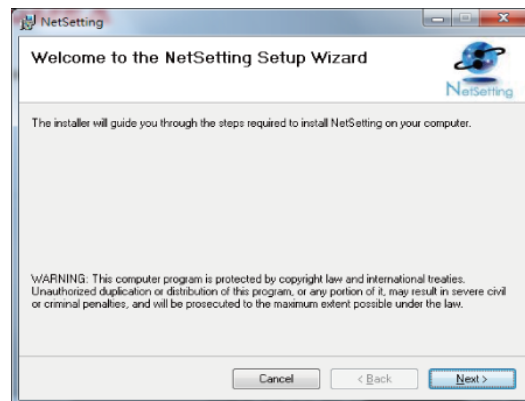 NetSetting
Welcome to the NetSetting Setup Wizard
NetSetting
The installer will guide you through the steps required to install NetSetting on your computer.
WARNING: This computer program is protected by copyright law and international treaties.
Unauthorized duplication or distribution of this program, or any portion of it, may result in severe civil
or criminal penalties, and will be prosecuted to the maximum extent possible under the law.
Cancel
< Back
Next >